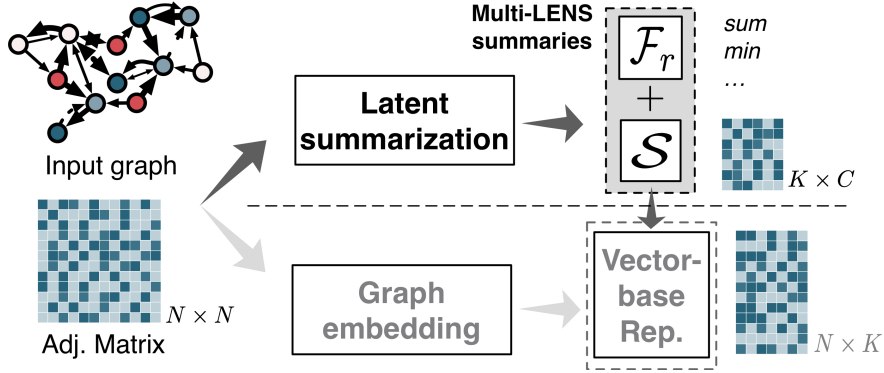 Multi-LENS
summaries
sum
min
...
ℱᵣ
+
𝒮
Latent
summarization
Input graph
K × C
N × N
Adj. Matrix
Graph
embedding
Vector-
base
Rep.
N × K